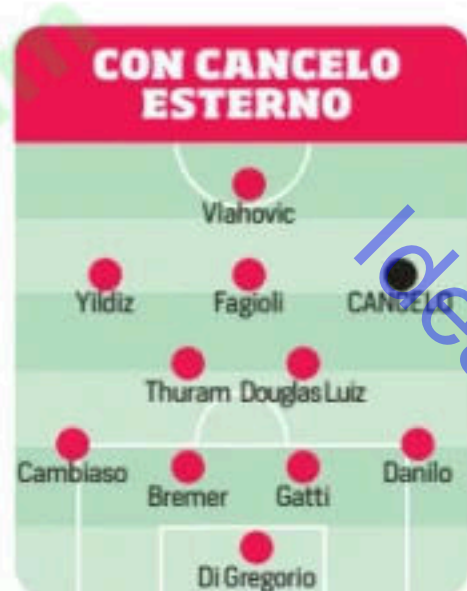 CON CANCELO
ESTERNO
Vlahovic
Yildiz Fagioli CANCELO
Thuram Douglas Luiz
Cambiaso Danilo
Bremer Gatti
Di Gregorio